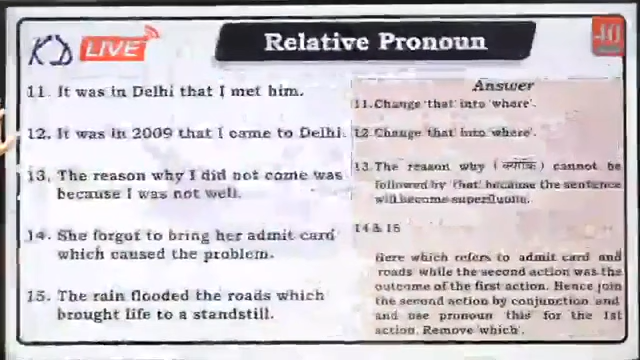 KD LIVE
Relative Pronoun
40
11. It was in Delhi that I met him.
12. It was in 2009 that I came to Delhi.
13. The reason why I did not come was
because I was not well.
14. She forgot to bring her admit card
which caused the problem.
15. The rain flooded the roads which
brought life to a standstill.
Answer
11. Change 'that' into 'where'.
12. Change that into 'where'.
13. The reason why (क्योंकि) cannot be
followed by 'that' because the sentence
will become superfluous.
14 & 15
Here which refers to admit card and
roads while the second action was the
outcome of the first action. Hence join
the second action by conjunction and
and use pronoun 'this' for the 1st
action. Remove 'which'.